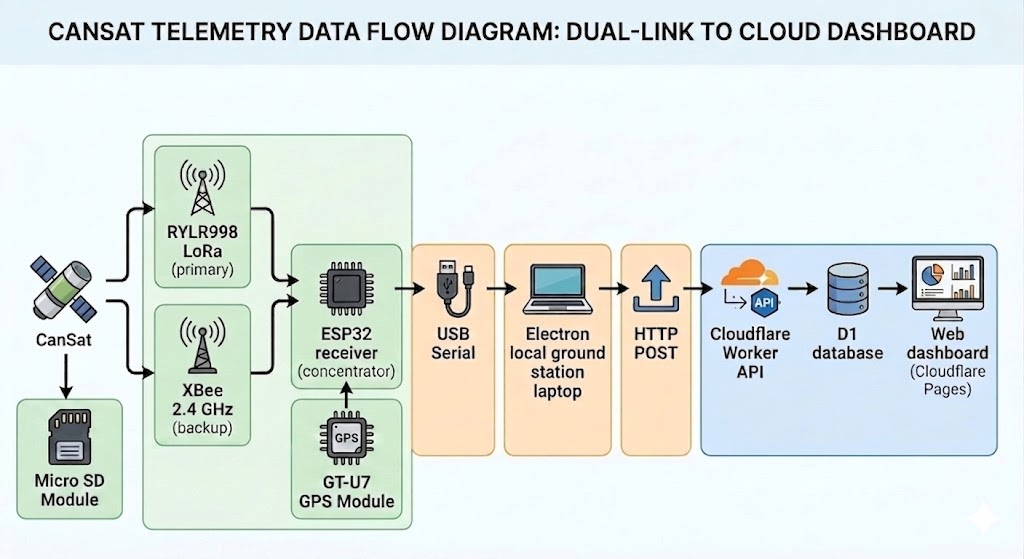 CANSAT TELEMETRY DATA FLOW DIAGRAM: DUAL-LINK TO CLOUD DASHBOARD
RYLR998
LoRa
(primary)
CanSat
XBee
2.4 GHz
(backup)
Micro SD
Module
ESP32
receiver
(concentrator)
GPS
GT-U7
GPS Module
USB
Serial
Electron
local ground
station
laptop
HTTP
POST
API
Cloudflare
Worker
API
D1
database
Web
dashboard
(Cloudflare
Pages)